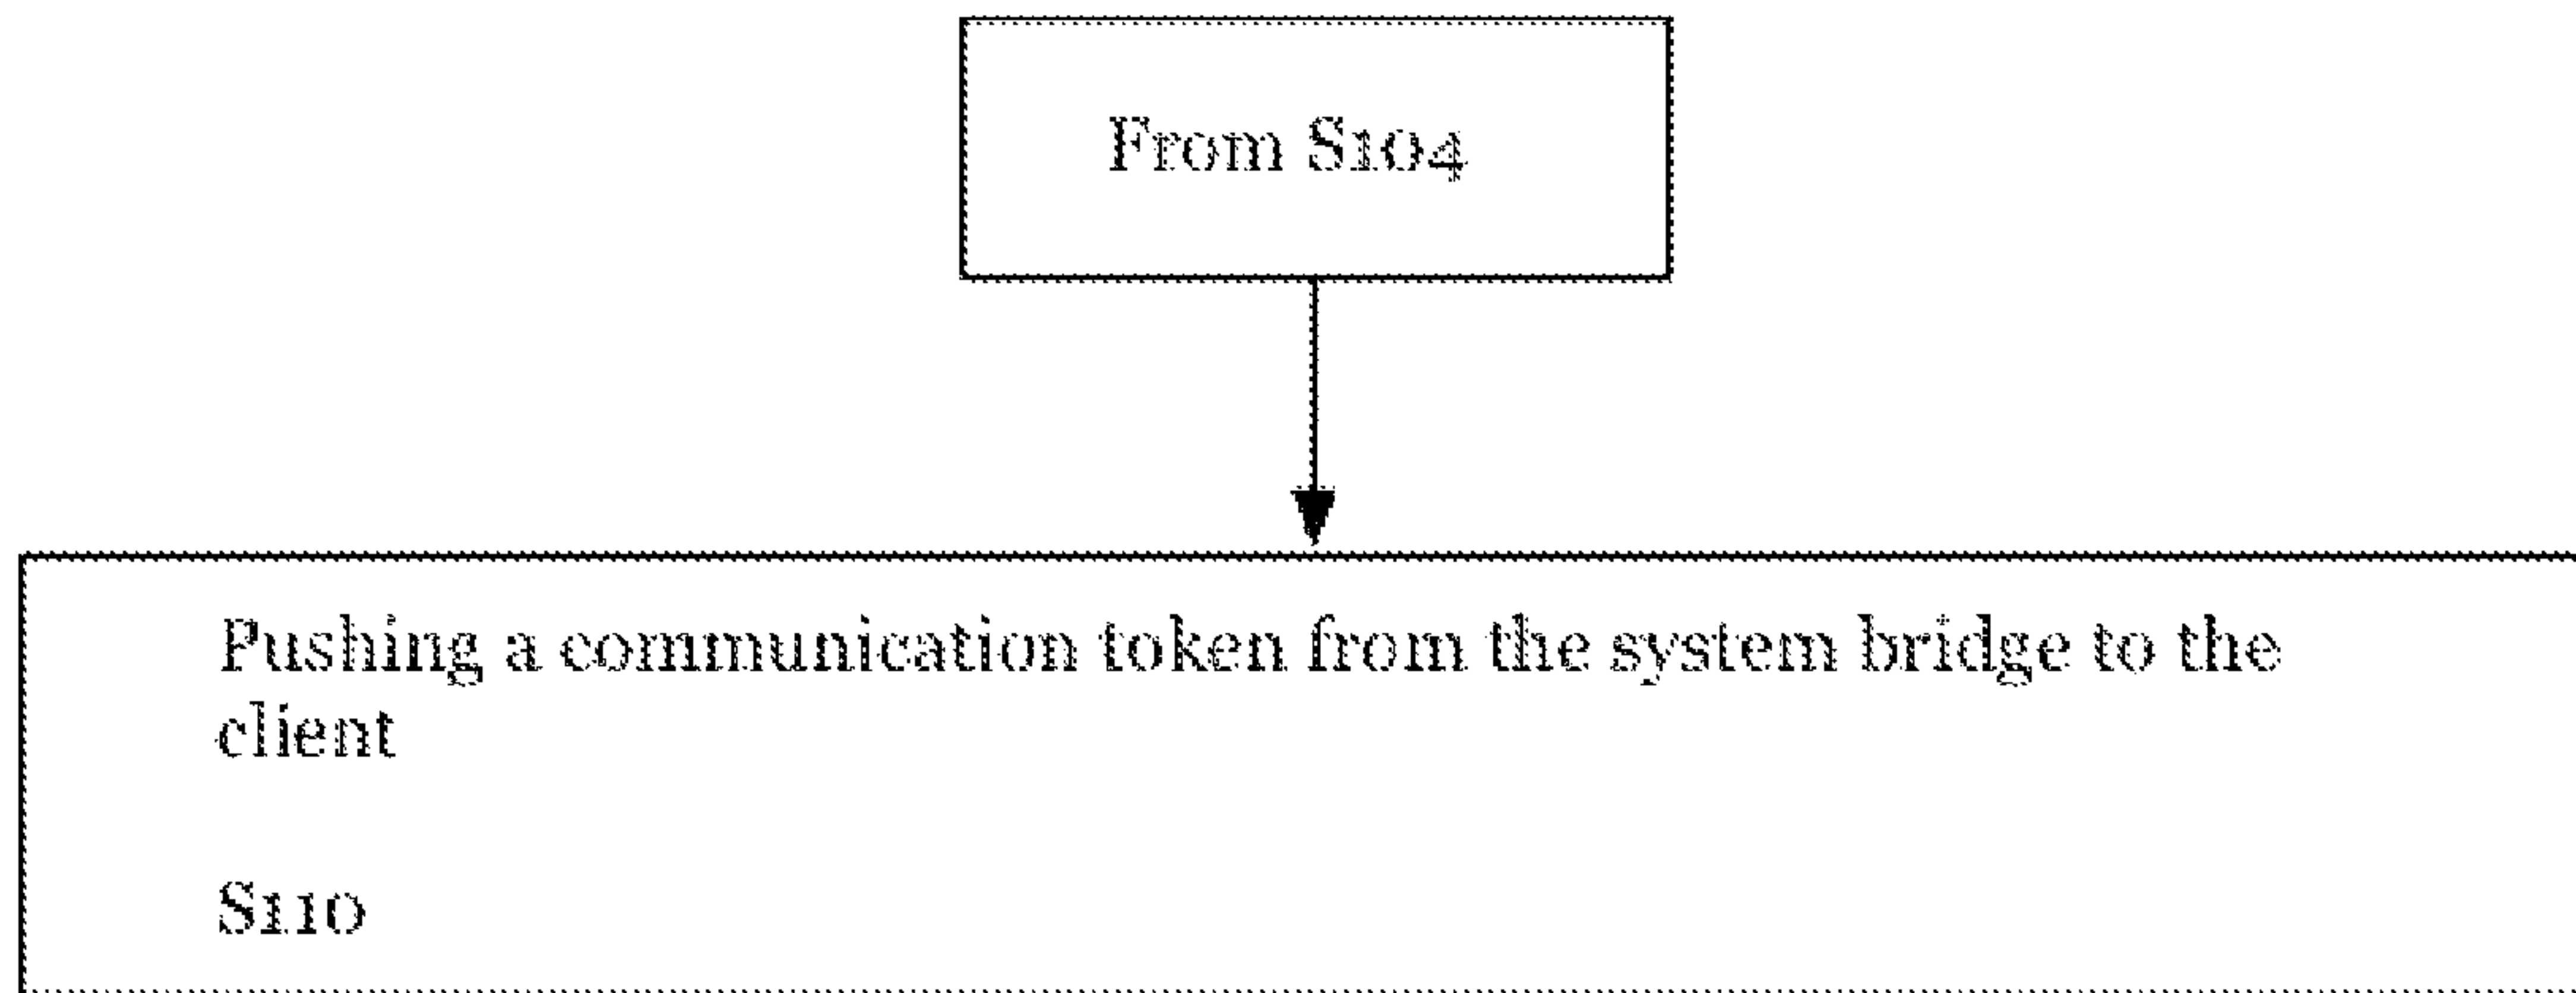 From S104
Pushing a communication token from the system bridge to the
client
S110